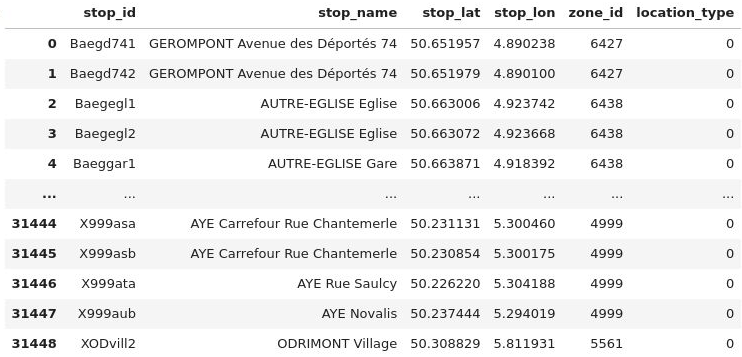 stop_id stop_name stop_lat stop_lon zone_id location_type
0 Baegd741 GEROMPONT Avenue des Déportés 74 50.651957 4.890238 6427 0
1 Baegd742 GEROMPONT Avenue des Déportés 74 50.651979 4.890100 6427 0
2 Baegegl1 AUTRE-EGLISE Eglise 50.663006 4.923742 6438 0
3 Baegegl2 AUTRE-EGLISE Eglise 50.663072 4.923668 6438 0
4 Baeggar1 AUTRE-EGLISE Gare 50.663871 4.918392 6438 0
... ... ... ... ... ... ...
31444 X999asa AYE Carrefour Rue Chantemerle 50.231131 5.300460 4999 0
31445 X999asb AYE Carrefour Rue Chantemerle 50.230854 5.300175 4999 0
31446 X999ata AYE Rue Saulcy 50.226220 5.304188 4999 0
31447 X999aub AYE Novalis 50.237444 5.294019 4999 0
31448 XODvill2 ODRIMONT Village 50.308829 5.811931 5561 0